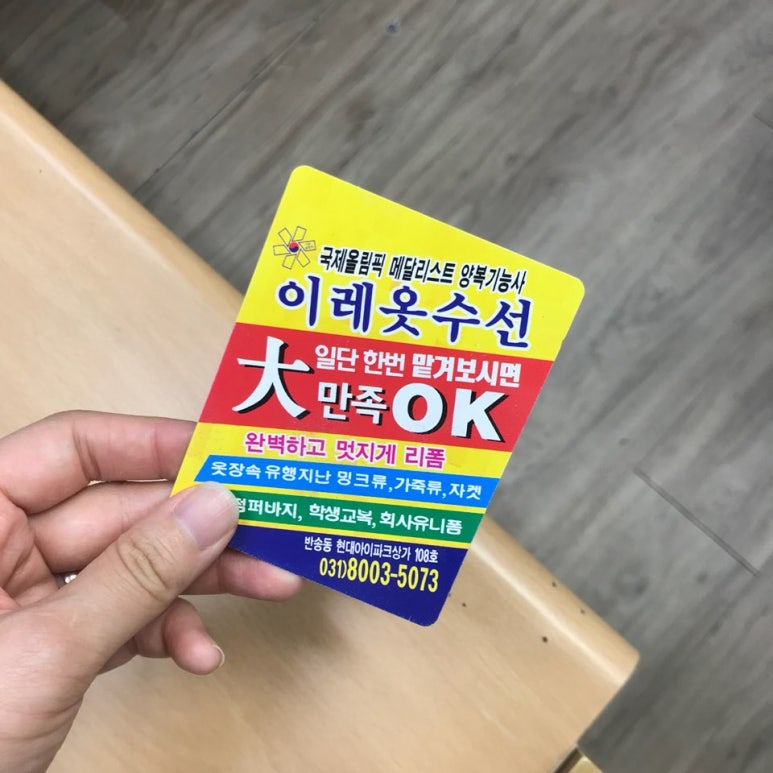 국제올림픽 메달리스트 양복기능사
이레옷수선
大 일단 한번 맡겨보시면
만족OK
완벽하고 멋지게 리폼
옷장속 유행지난 밍크류,가죽류,자켓
점퍼바지, 학생교복, 회사유니폼
반송동 현대아이파크상가 108호
031)8003-5073